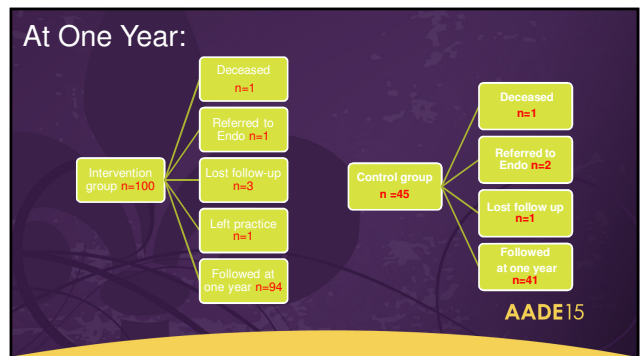 At One Year:
Deceased
n=1
Referred to
Endo n=1
Intervention
group n=100
Lost follow-up
n=3
Left practice
n=1
Followed at
one year n=94
Deceased
n=1
Referred to
Endo n=2
Control group
n =45
Lost follow up
n=1
Followed
at one year
n=41
AADE15